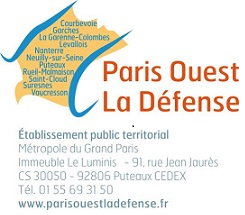 Courbevoie
Garches
La Garenne-Colombes
Levallois
Nanterre
Neuilly-sur-Seine
Puteaux
Rueil-Malmaison
Saint-Cloud
Suresnes
Vaucresson
Paris Ouest
La Défense
Établissement public territorial
Métropole du Grand Paris
Immeuble Le Luminis - 91, rue Jean Jaurès
CS 30050 - 92806 Puteaux CEDEX
Tél. 01 55 69 31 50
www.parisouestladefense.fr